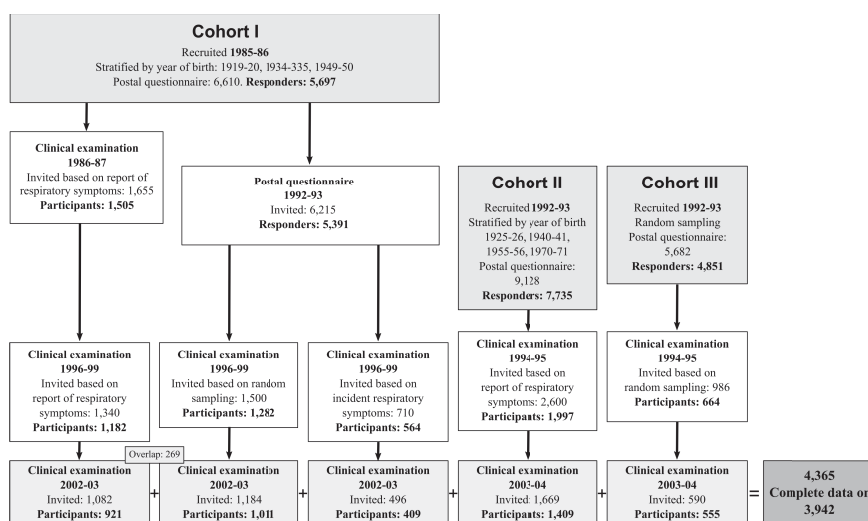 Cohort I
Recruited 1985-86
Stratified by year of birth: 1919-20, 1934-335, 1949-50
Postal questionnaire: 6,610. Responders: 5,697
Clinical examination
1986-87
Invited based on report of
respiratory symptoms: 1,655
Participants: 1,505
Postal questionnaire
1992-93
Invited: 6,215
Responders: 5,391
Cohort II
Recruited 1992-93
Stratified by year of birth
1925-26, 1940-41,
1955-56, 1970-71
Postal questionnaire:
9,128
Responders: 7,735
Cohort III
Recruited 1992-93
Random sampling
Postal questionnaire:
5,682
Responders: 4,851
Clinical examination
1996-99
Invited based on
report of respiratory
symptoms: 1,340
Participants: 1,182
Clinical examination
1996-99
Invited based on random
sampling: 1,500
Participants: 1,282
Clinical examination
1996-99
Invited based on
incident respiratory
symptoms: 710
Participants: 564
Clinical examination
1994-95
Invited based on
report of respiratory
symptoms: 2,600
Participants: 1,997
Clinical examination
1994-95
Invited based on
random sampling: 986
Participants: 664
Overlap: 269
Clinical examination
2002-03
Invited: 1,082
Participants: 921
+
Clinical examination
2002-03
Invited: 1,184
Participants: 1,011
+
Clinical examination
2002-03
Invited: 496
Participants: 409
+
Clinical examination
2003-04
Invited: 1,669
Participants: 1,409
+
Clinical examination
2003-04
Invited: 590
Participants: 555
=
4,365
Complete data on
3,942